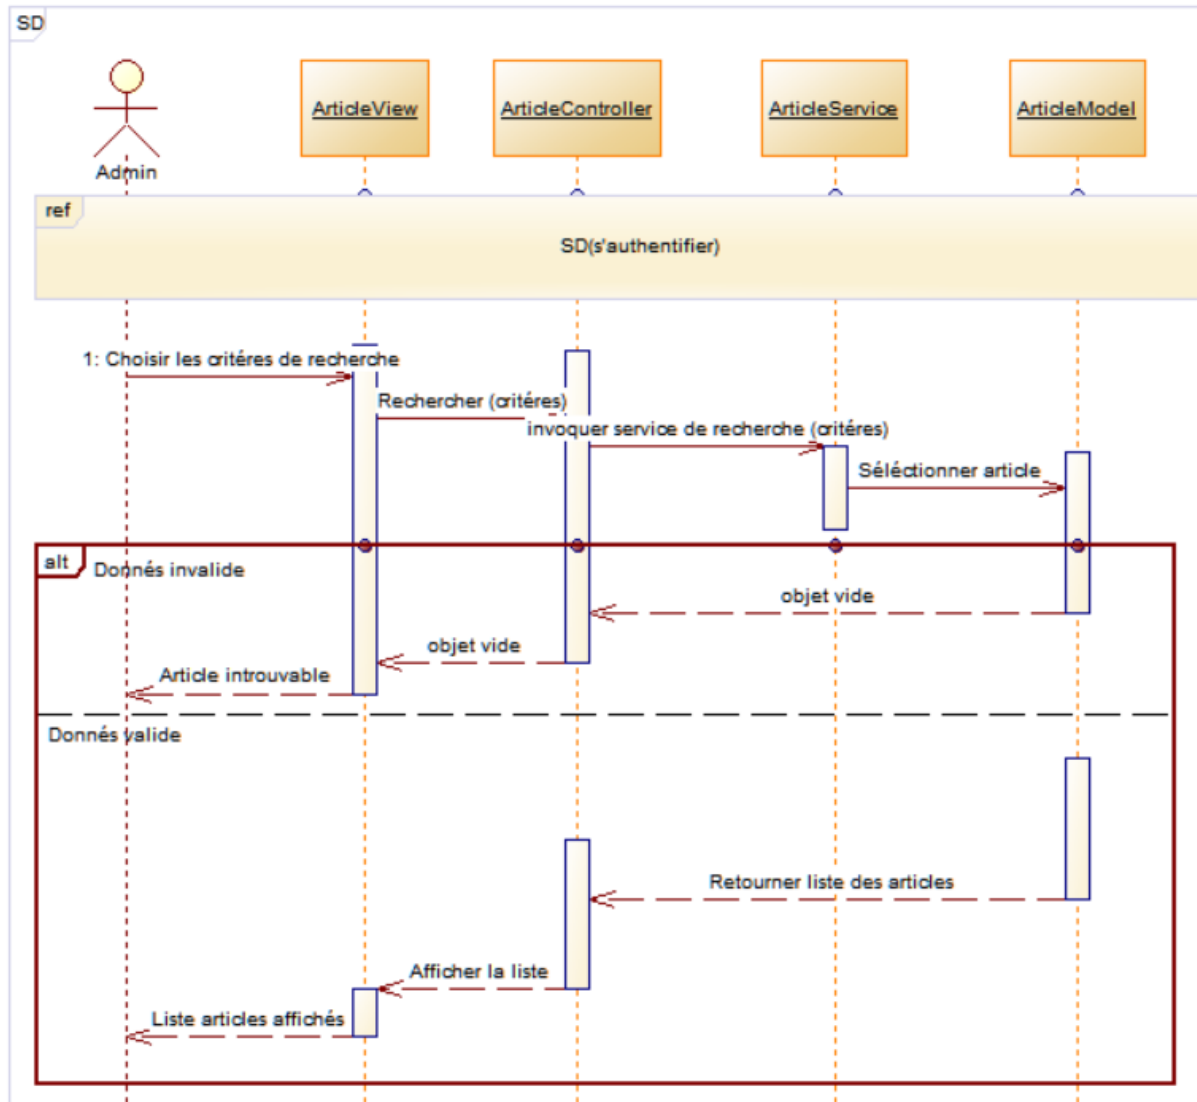 SD
Admin
ArticleView
ArticleController
ArticleService
ArticleModel
ref
SD(s'authentifier)
1: Choisir les critéres de recherche
Rechercher (critéres)
invoquer service de recherche (critéres)
Séléctionner article
alt
Donnés invalide
objet vide
objet vide
Article introuvable
Donnés valide
Retourner liste des articles
Afficher la liste
Liste articles affichés